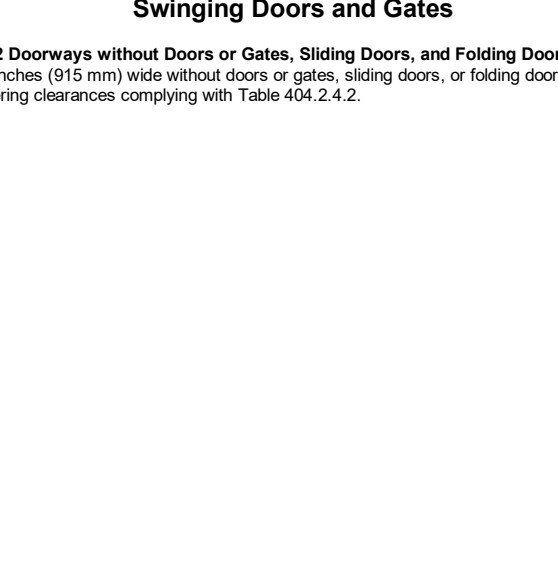 Swinging Doors and Gates
2 Doorways without Doors or Gates, Sliding Doors, and Folding Door
nches (915 mm) wide without doors or gates, sliding doors, or folding door
ring clearances complying with Table 404.2.4.2.